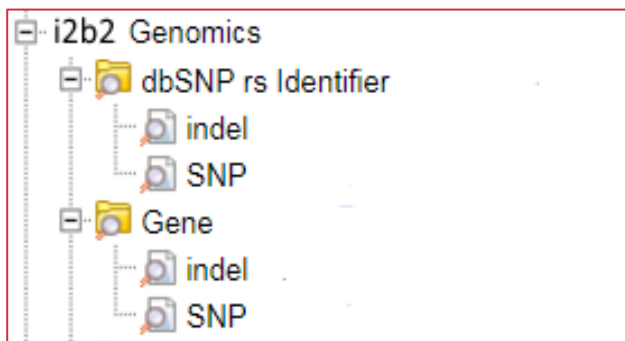 i2b2 Genomics
dbSNP rs Identifier
indel
SNP
Gene
indel
SNP